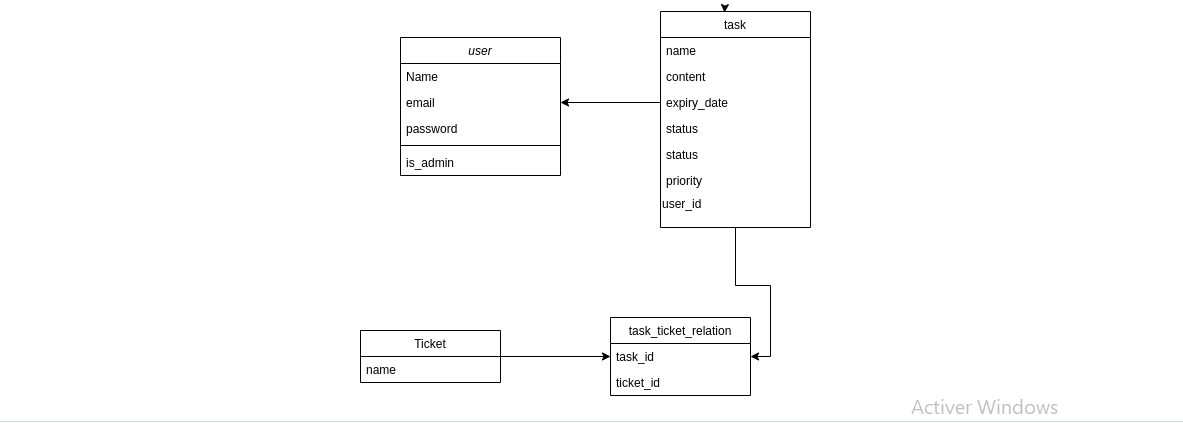 task
name
content
expiry_date
status
status
priority
user_id
user
Name
email
password
is_admin
Ticket
name
task_ticket_relation
task_id
ticket_id
Activer Windows